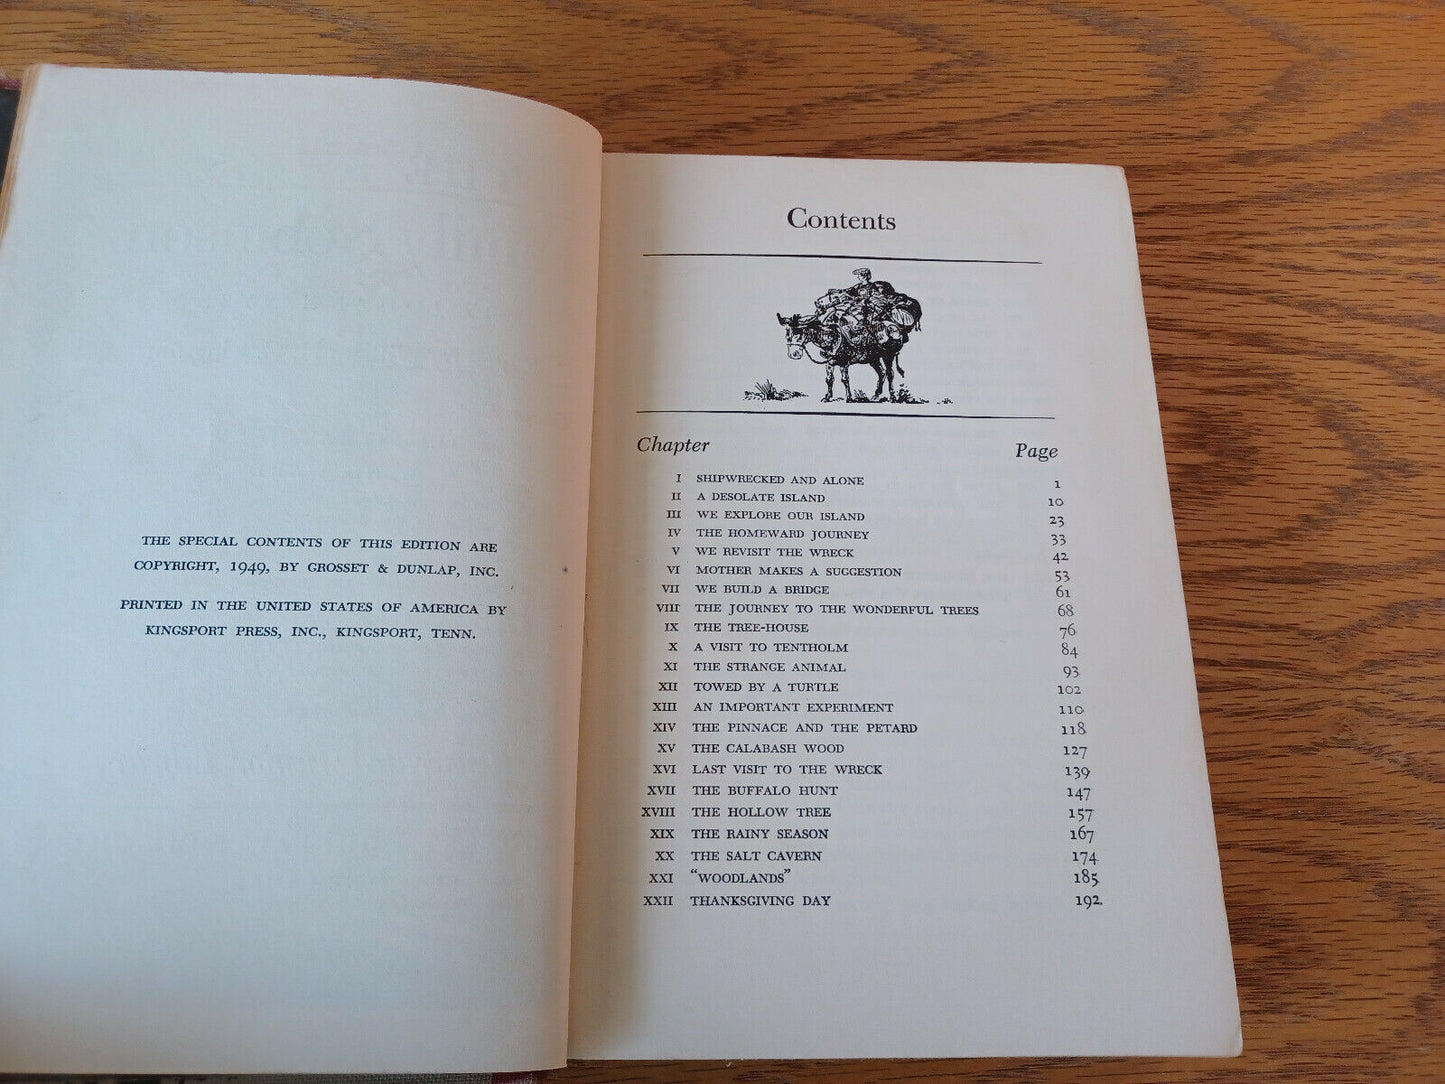 THE SPECIAL CONTENTS OF THIS EDITION ARE
COPYRIGHT, 1949, BY GROSSET & DUNLAP, INC.
PRINTED IN THE UNITED STATES OF AMERICA BY
KINGSPORT PRESS, INC., KINGSPORT, TENN.
Contents
Chapter Page
I SHIPWRECKED AND ALONE 1
II A DESOLATE ISLAND 10
III WE EXPLORE OUR ISLAND 23
IV THE HOMEWARD JOURNEY 33
V WE REVISIT THE WRECK 42
VI MOTHER MAKES A SUGGESTION 53
VII WE BUILD A BRIDGE 61
VIII THE JOURNEY TO THE WONDERFUL TREES 68
IX THE TREE-HOUSE 76
X A VISIT TO TENTHOLM 84
XI THE STRANGE ANIMAL 93
XII TOWED BY A TURTLE 102
XIII AN IMPORTANT EXPERIMENT 110
XIV THE PINNACE AND THE PETARD 118
XV THE CALABASH WOOD 127
XVI LAST VISIT TO THE WRECK 139
XVII THE BUFFALO HUNT 147
XVIII THE HOLLOW TREE 157
XIX THE RAINY SEASON 167
XX THE SALT CAVERN 174
XXI "WOODLANDS" 185
XXII THANKSGIVING DAY 192